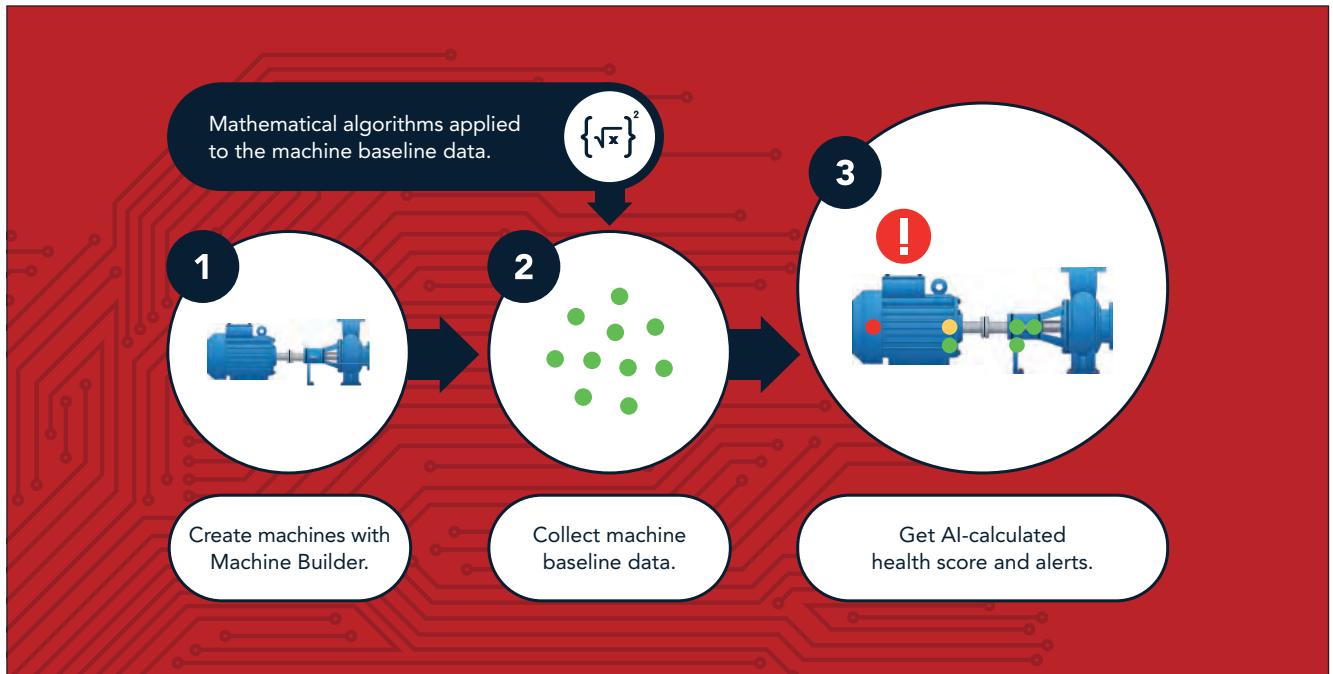 Mathematical algorithms applied
to the machine baseline data.
{√x}²
1
2
3
!
Create machines with
Machine Builder.
Collect machine
baseline data.
Get AI-calculated
health score and alerts.